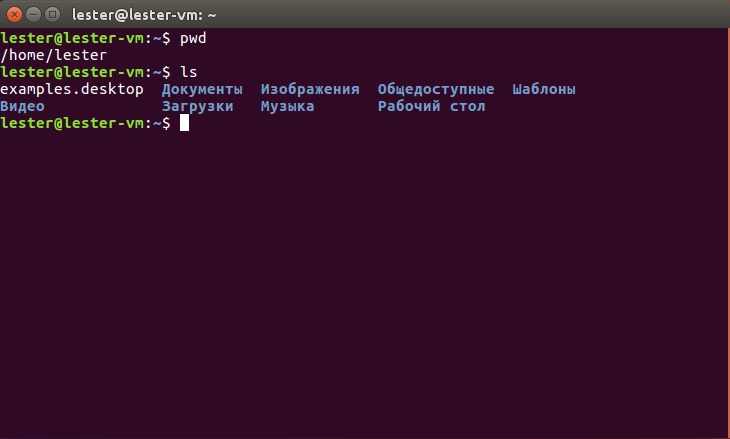 lester@lester-vm: ~
lester@lester-vm:~$ pwd
/home/lester
lester@lester-vm:~$ ls
examples.desktop  Документы  Изображения  Общедоступные  Шаблоны
Видео             Загрузки   Музыка       Рабочий стол
lester@lester-vm:~$